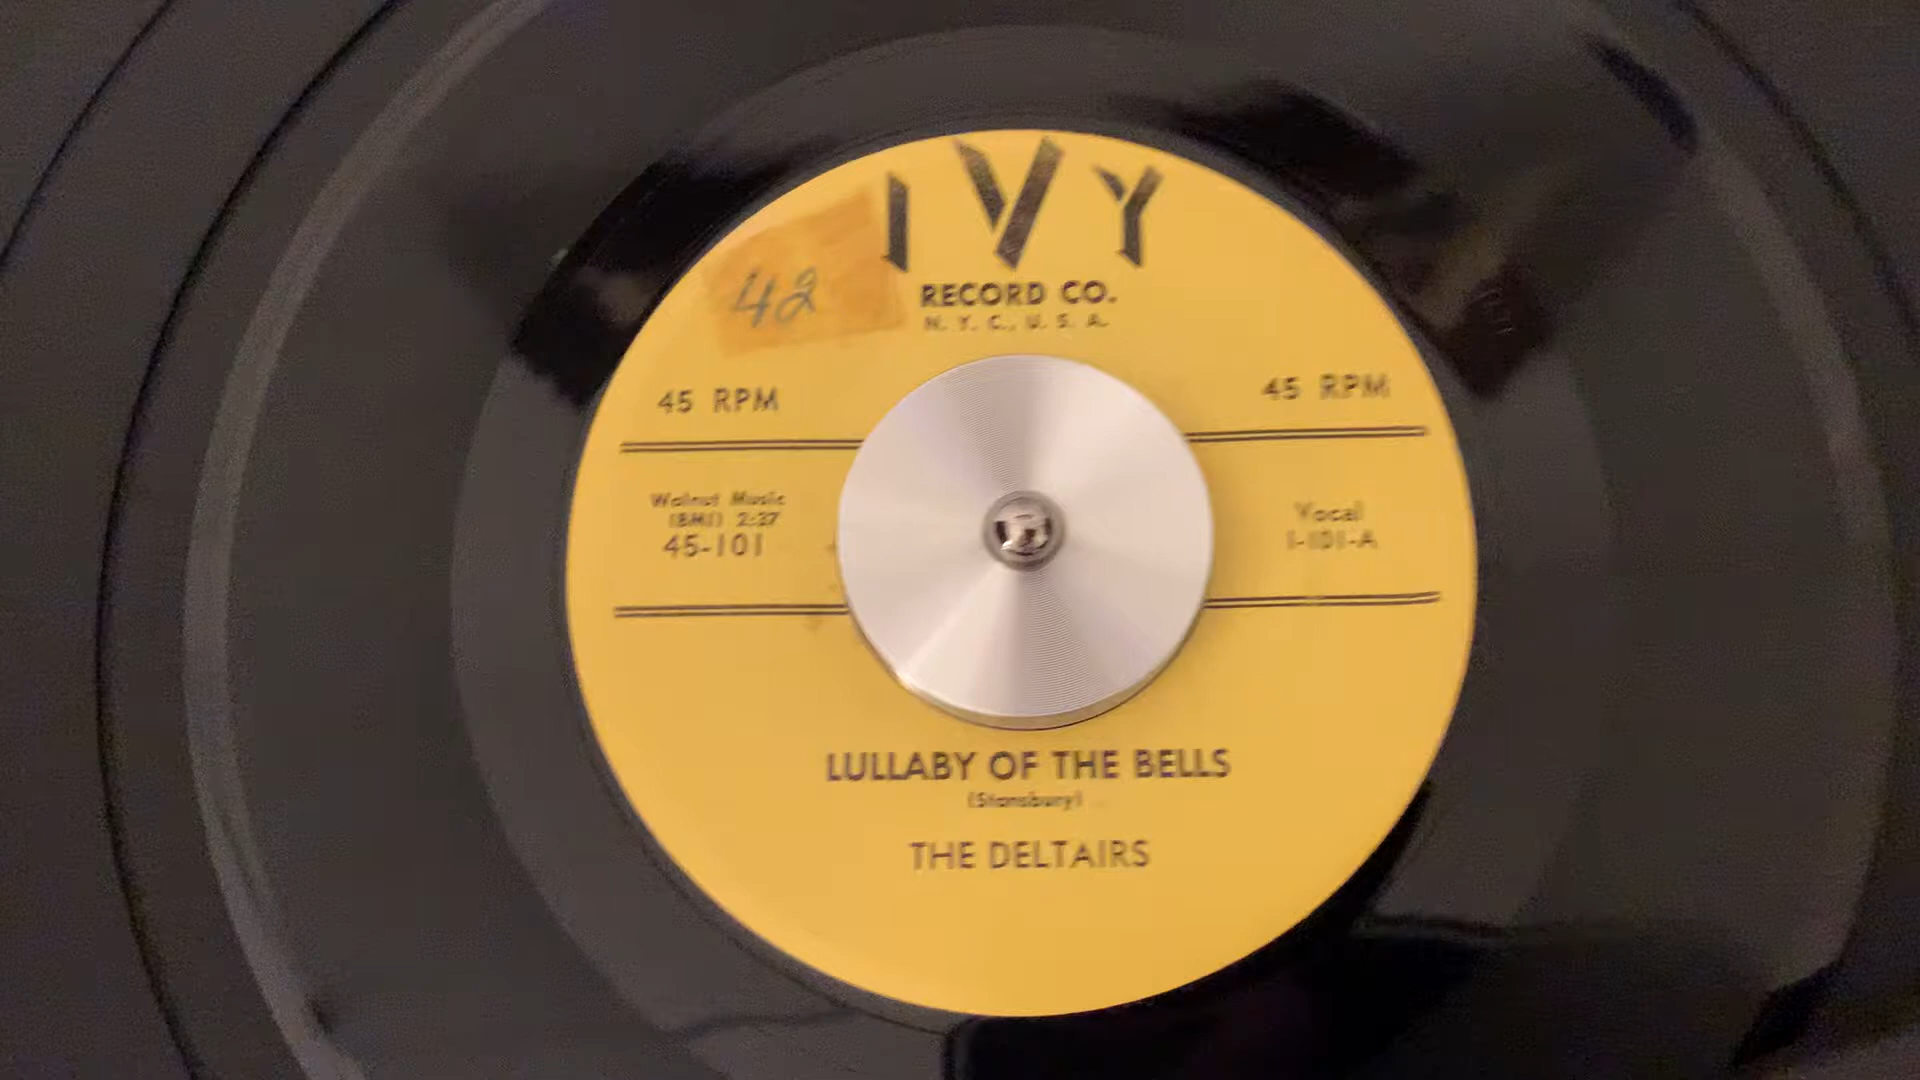 IVY
42
RECORD CO.
N. Y. C., U. S. A.
45 RPM
45 RPM
Walnut Music
(BMI) 2:37
45-101
Vocal
I-101-A
LULLABY OF THE BELLS
(Stansbury)
THE DELTAIRS